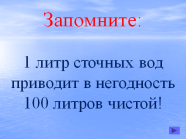 Запомните:
1 литр сточных вод
приводит в негодность
100 литров чистой!